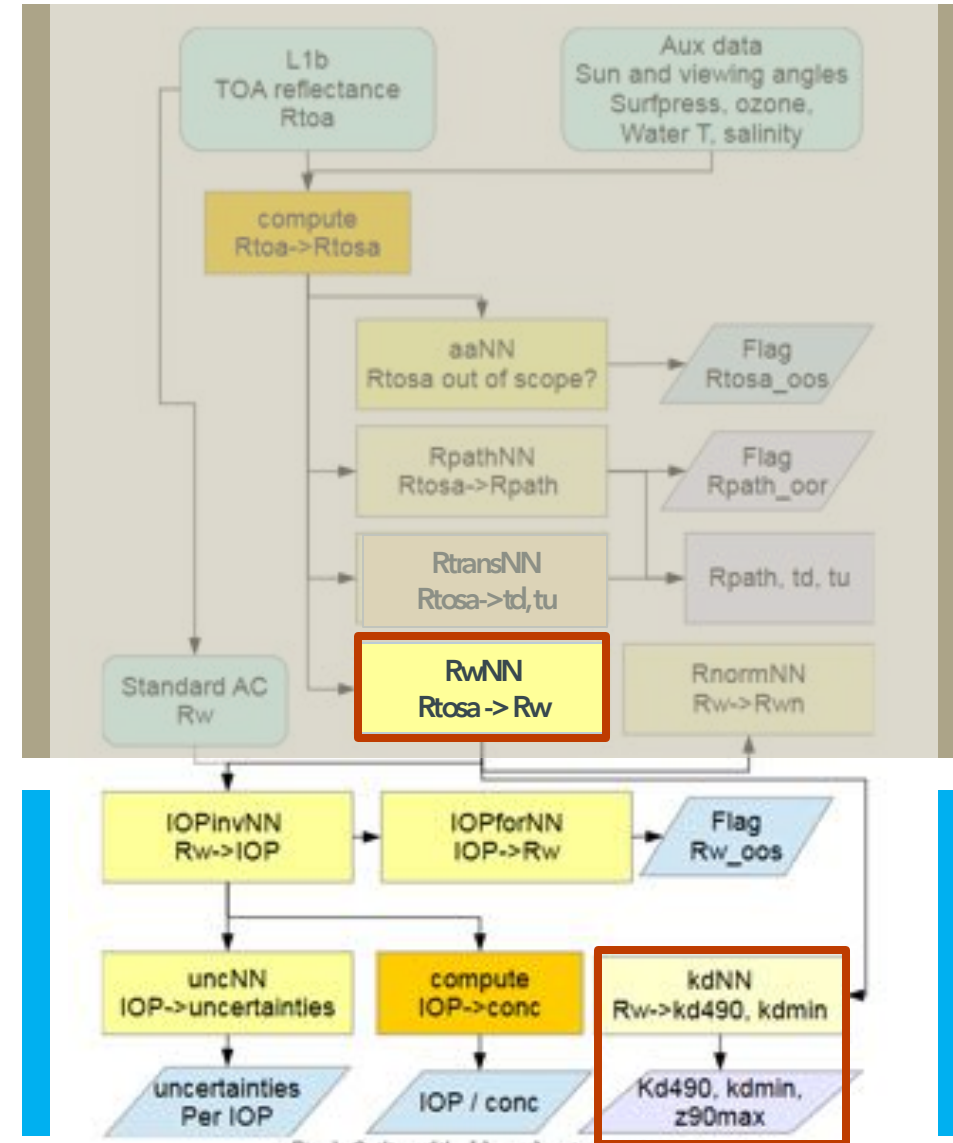 L1b
TOA reflectance
Rtoa
Aux data
Sun and viewing angles
Surfpress, ozone,
Water T, salinity
compute
Rtoa->Rtosa
aaNN
Rtosa out of scope?
Flag
Rtosa_oos
RpathNN
Rtosa->Rpath
Flag
Rpath_oor
RtransNN
Rtosa->td, tu
Rpath, td, tu
RwNN
Rtosa -> Rw
RnormNN
Rw->Rwn
Standard AC
Rw
IOPinvNN
Rw->IOP
IOPforNN
IOP->Rw
Flag
Rw_oos
uncNN
IOP->uncertainties
compute
IOP->conc
kdNN
Rw->kd490, kdmin
uncertainties
Per IOP
IOP / conc
Kd490, kdmin,
z90max